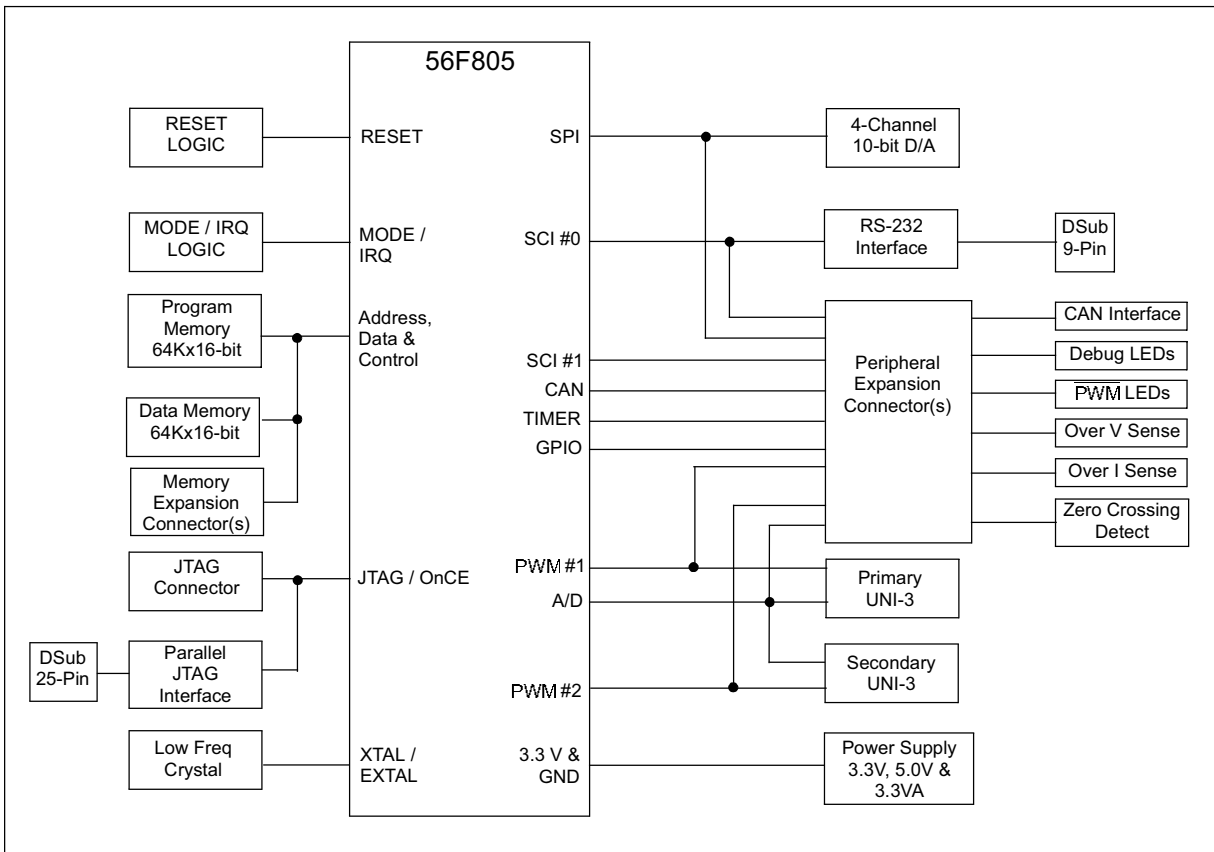 56F805
RESET
LOGIC
RESET
SPI
4-Channel
10-bit D/A
MODE / IRQ
LOGIC
MODE /
IRQ
SCI #0
RS-232
Interface
DSub
9-Pin
Program
Memory
64Kx16-bit
Address,
Data &
Control
Data Memory
64Kx16-bit
Memory
Expansion
Connector(s)
SCI #1
CAN
TIMER
GPIO
Peripheral
Expansion
Connector(s)
CAN Interface
Debug LEDs
PWM LEDs
Over V Sense
Over I Sense
Zero Crossing
Detect
JTAG
Connector
JTAG / OnCE
PWM #1
A/D
Primary
UNI-3
DSub
25-Pin
Parallel
JTAG
Interface
PWM #2
Secondary
UNI-3
Low Freq
Crystal
XTAL /
EXTAL
3.3 V &
GND
Power Supply
3.3V, 5.0V &
3.3VA